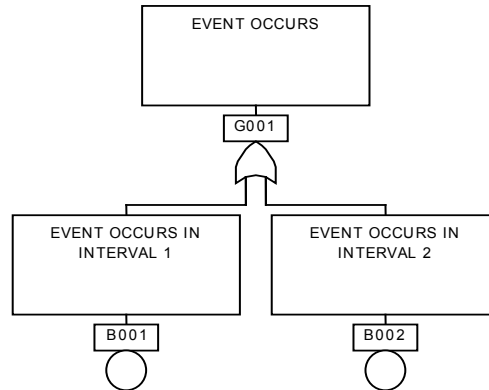 EVENT OCCURS
G001
EVENT OCCURS IN
INTERVAL 1
EVENT OCCURS IN
INTERVAL 2
B001
B002